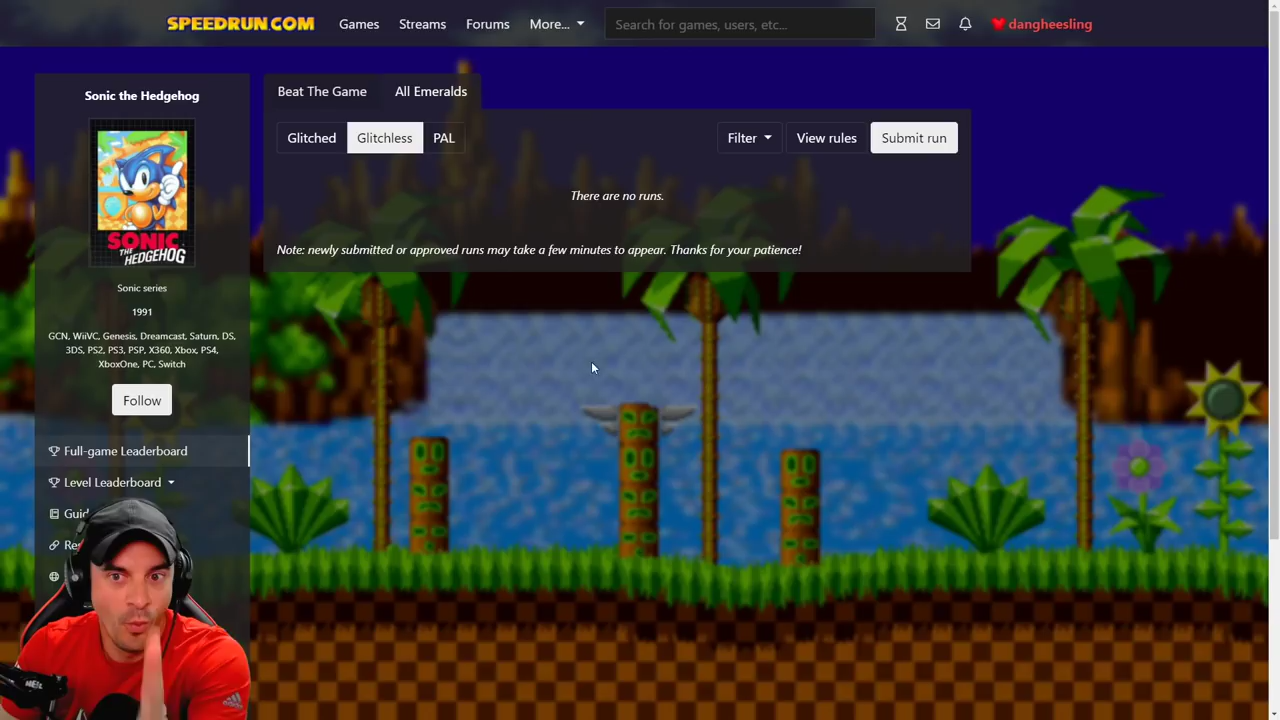 SPEEDRUN.COM Games Streams Forums More... Search for games, users, etc... dangheesling
Sonic the Hedgehog
SONIC
THE
HEDGEHOG
Sonic series
1991
GCN, WiiVC, Genesis, Dreamcast, Saturn, DS,
3DS, PS2, PS3, PSP, X360, Xbox, PS4,
XboxOne, PC, Switch
Follow
Full-game Leaderboard
Level Leaderboard
Beat The Game All Emeralds
Glitched Glitchless PAL Filter View rules Submit run
There are no runs.
Note: newly submitted or approved runs may take a few minutes to appear. Thanks for your patience!